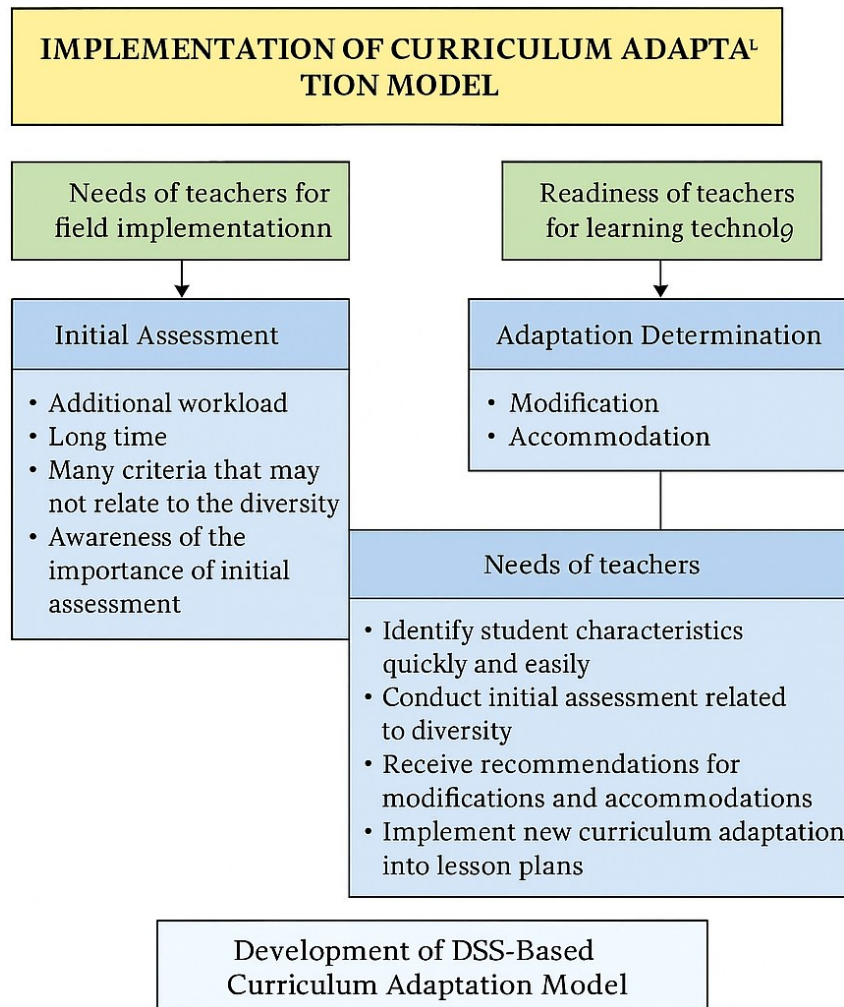 IMPLEMENTATION OF CURRICULUM ADAPTAᴸ
TION MODEL
Needs of teachers for
field implementationn
Readiness of teachers
for learning technolg
Initial Assessment
• Additional workload
• Long time
• Many criteria that may
not relate to the diversity
• Awareness of the
importance of initial
assessment
Adaptation Determination
• Modification
• Accommodation
Needs of teachers
• Identify student characteristics
quickly and easily
• Conduct initial assessment related
to diversity
• Receive recommendations for
modifications and accommodations
• Implement new curriculum adaptation
into lesson plans
Development of DSS-Based
Curriculum Adaptation Model